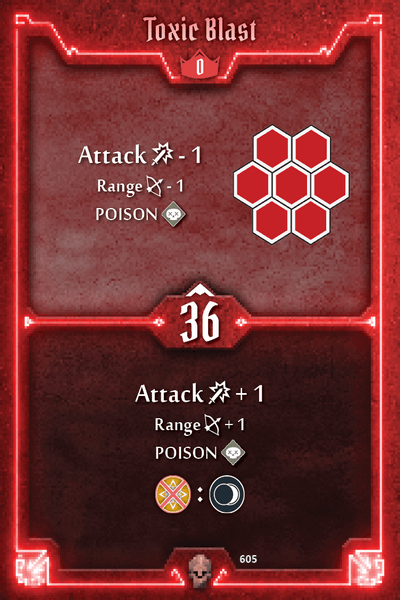 Toxic Blast
0
Attack - 1
Range - 1
POISON
36
Attack + 1
Range + 1
POISON
:
605